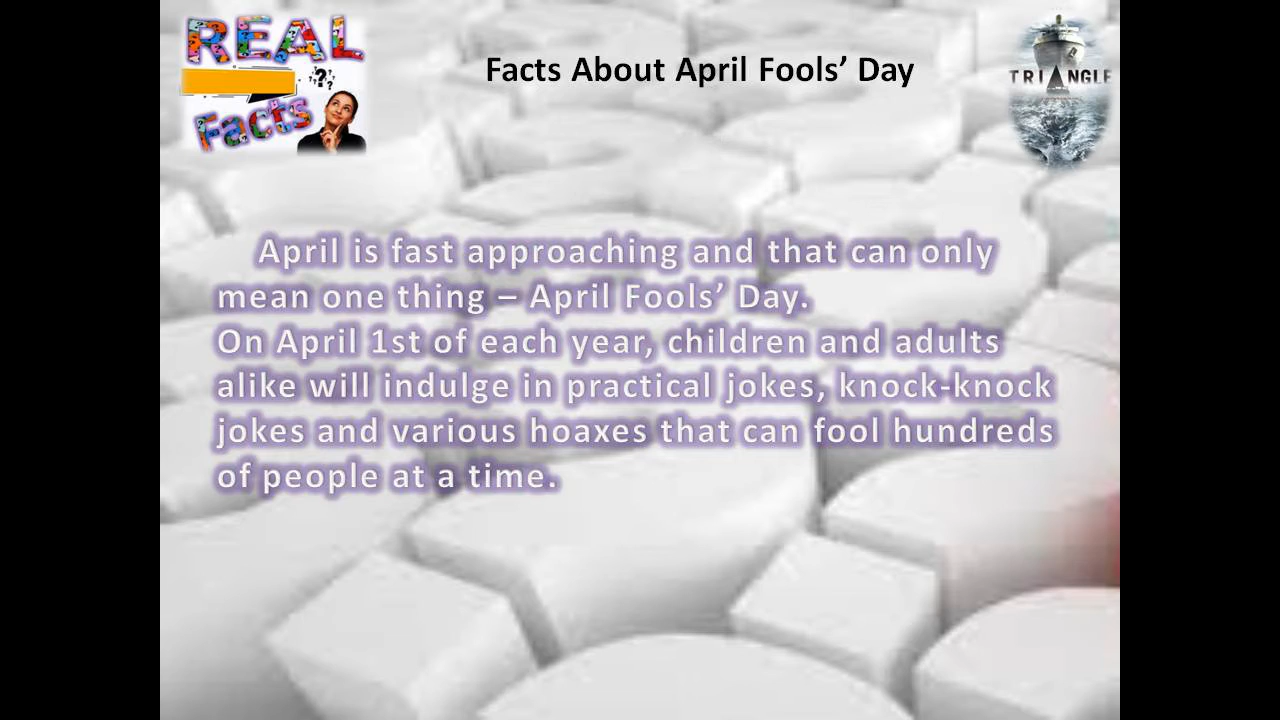 REAL
Facts
???
TRIANGLE
Facts About April Fools’ Day
April is fast approaching and that can only
mean one thing – April Fools’ Day.
On April 1st of each year, children and adults
alike will indulge in practical jokes, knock-knock
jokes and various hoaxes that can fool hundreds
of people at a time.